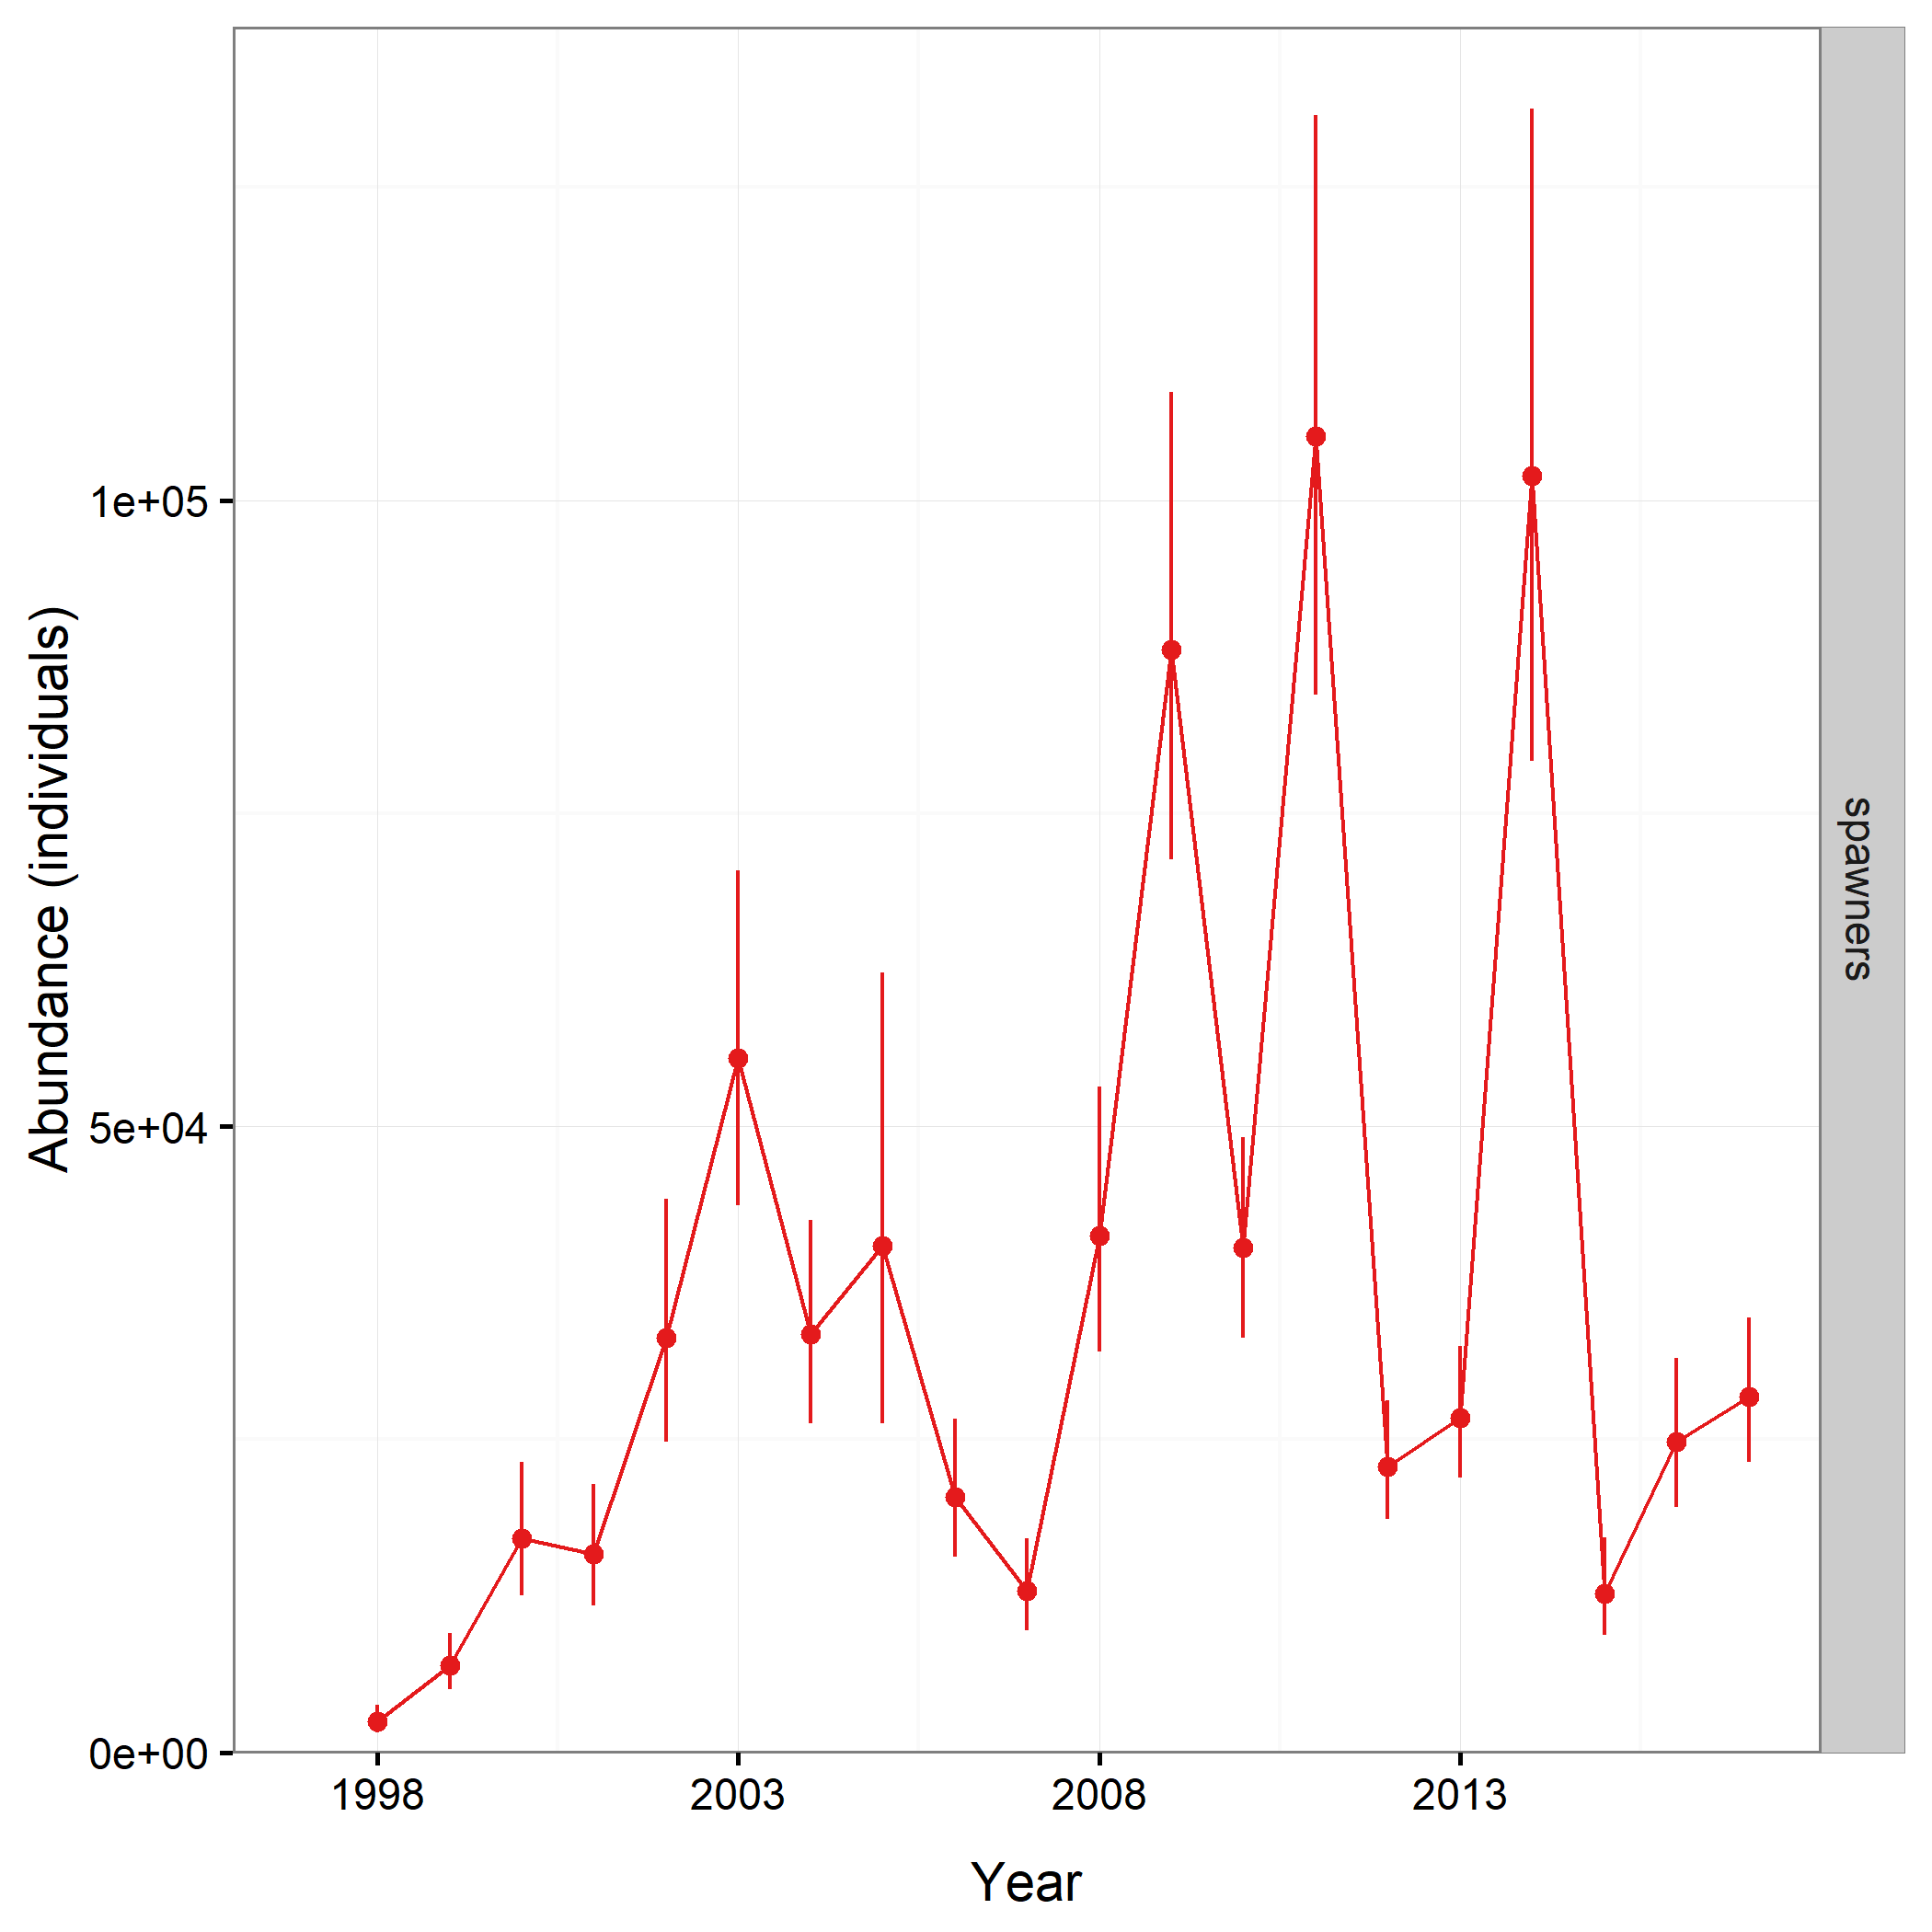 Abundance (individuals)
1e+05
5e+04
0e+00
1998
2003
2008
2013
Year
spawners